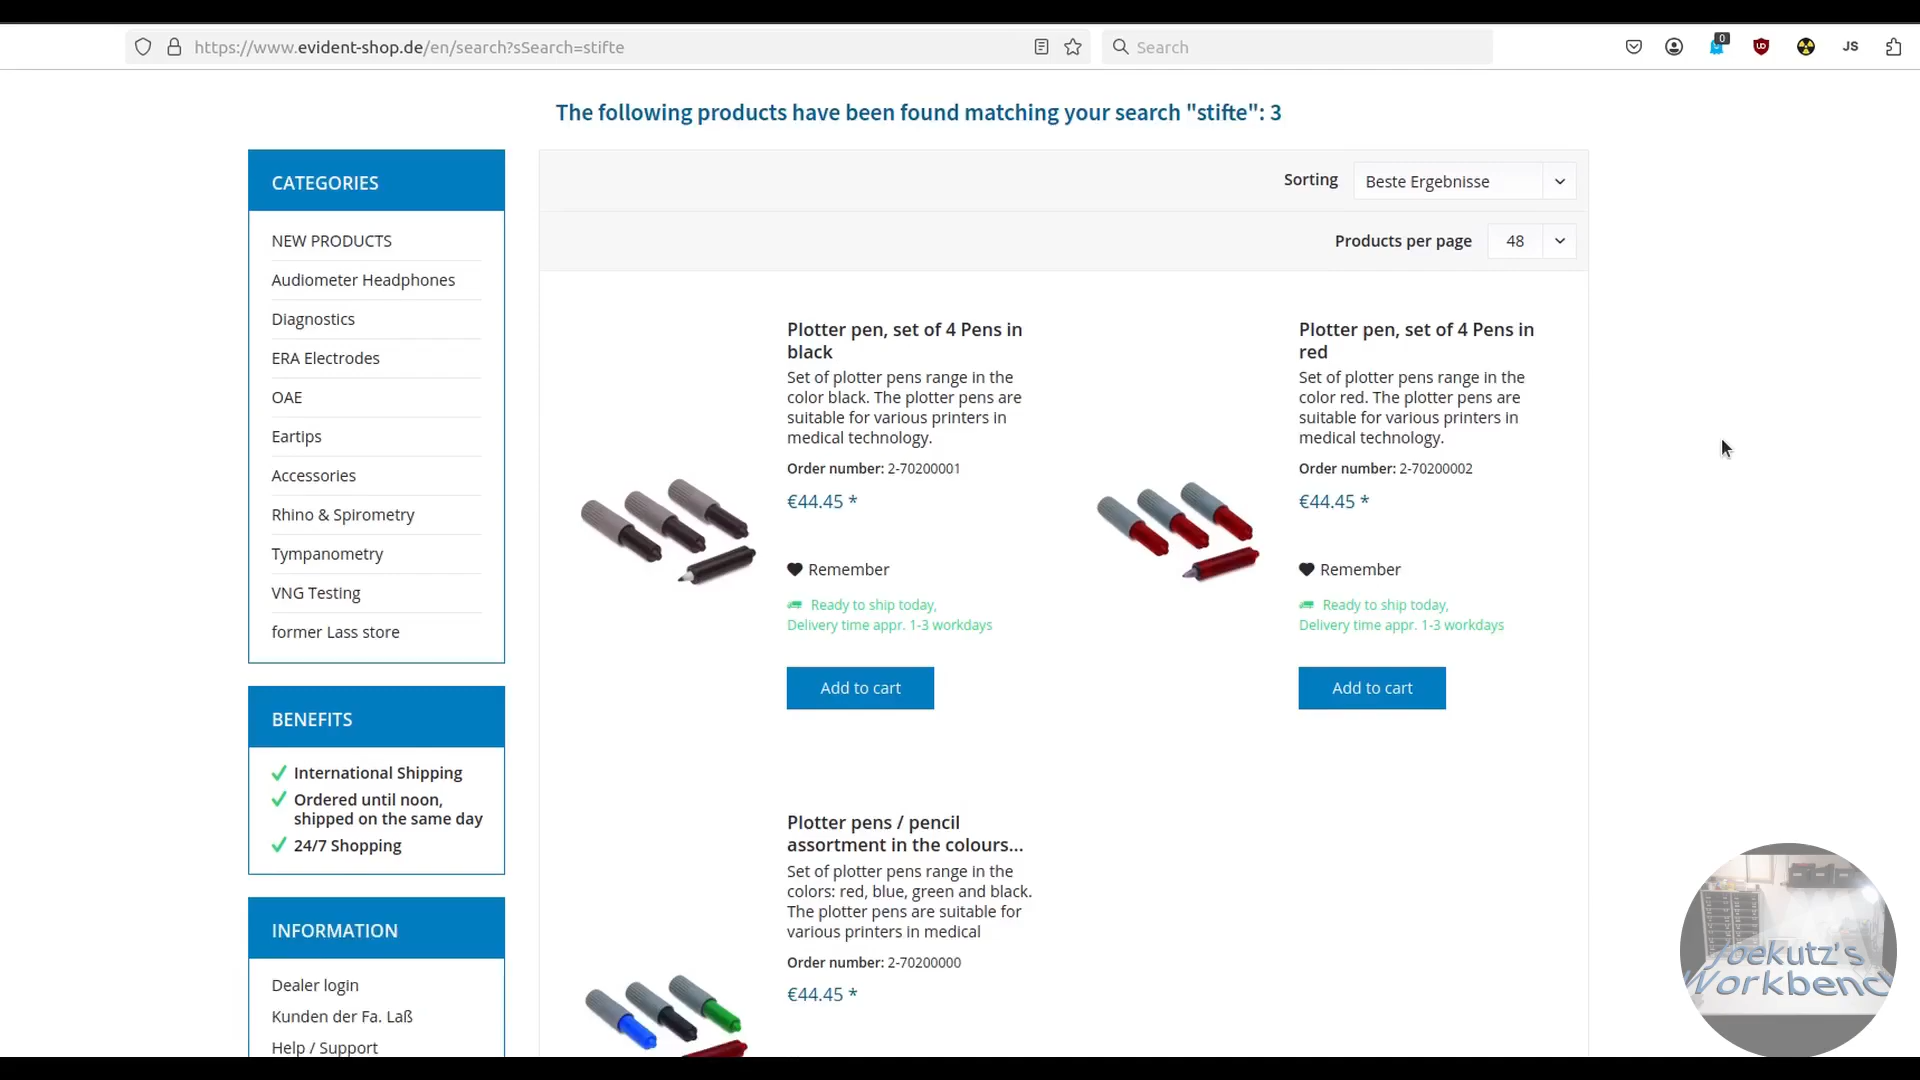 https://www.evident-shop.de/en/search?sSearch=stifte
Search
0
JS
The following products have been found matching your search "stifte": 3
CATEGORIES
NEW PRODUCTS
Audiometer Headphones
Diagnostics
ERA Electrodes
OAE
Eartips
Accessories
Rhino & Spirometry
Tympanometry
VNG Testing
former Lass store
BENEFITS
International Shipping
Ordered until noon,
shipped on the same day
24/7 Shopping
INFORMATION
Dealer login
Kunden der Fa. Laß
Help / Support
Sorting
Beste Ergebnisse
Products per page
48
Plotter pen, set of 4 Pens in
black
Set of plotter pens range in the
color black. The plotter pens are
suitable for various printers in
medical technology.
Order number: 2-70200001
€44.45 *
Remember
Ready to ship today,
Delivery time appr. 1-3 workdays
Add to cart
Plotter pen, set of 4 Pens in
red
Set of plotter pens range in the
color red. The plotter pens are
suitable for various printers in
medical technology.
Order number: 2-70200002
€44.45 *
Remember
Ready to ship today,
Delivery time appr. 1-3 workdays
Add to cart
Plotter pens / pencil
assortment in the colours...
Set of plotter pens range in the
colors: red, blue, green and black.
The plotter pens are suitable for
various printers in medical
Order number: 2-70200000
€44.45 *
Joekutz's
Workbenc